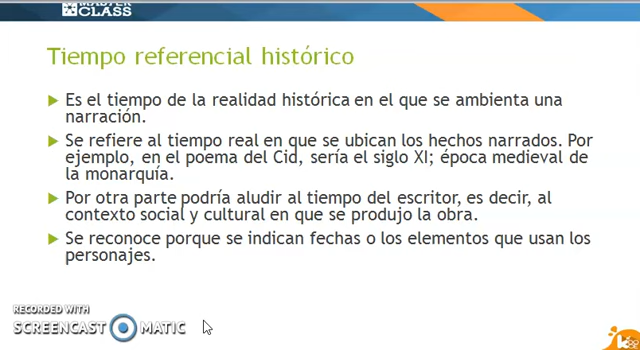 MASTER
CLASS
Tiempo referencial histórico
Es el tiempo de la realidad histórica en el que se ambienta una
narración.
Se refiere al tiempo real en que se ubican los hechos narrados. Por
ejemplo, en el poema del Cid, sería el siglo XI; época medieval de
la monarquía.
Por otra parte podría aludir al tiempo del escritor, es decir, al
contexto social y cultural en que se produjo la obra.
Se reconoce porque se indican fechas o los elementos que usan los
personajes.
RECORDED WITH
SCREENCAST MATIC